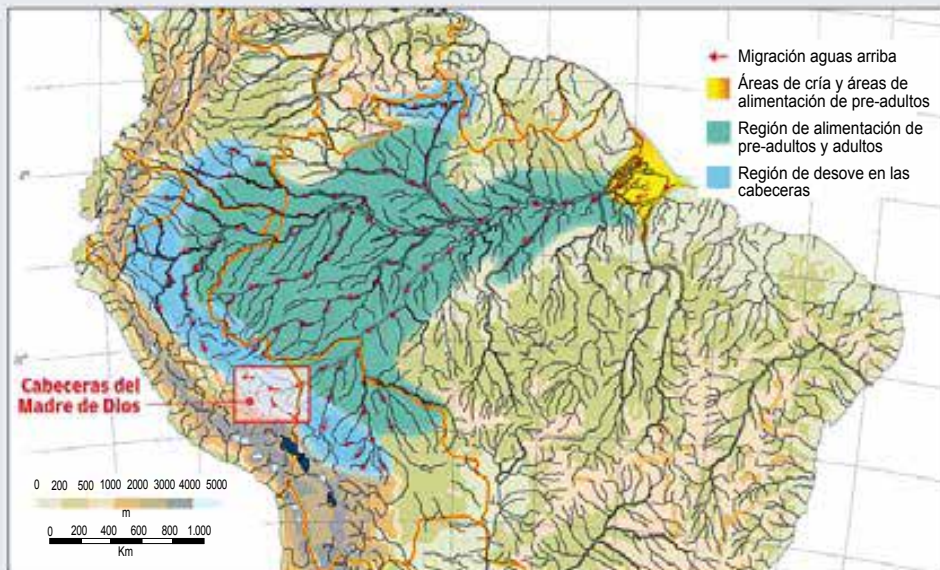 Migración aguas arriba
Áreas de cría y áreas de
alimentación de pre-adultos
Región de alimentación de
pre-adultos y adultos
Región de desove en las
cabeceras
Cabeceras del
Madre de Dios
0 200 500 1000 2000 3000 4000 5000
m
0 200 400 600 800 1.000
Km